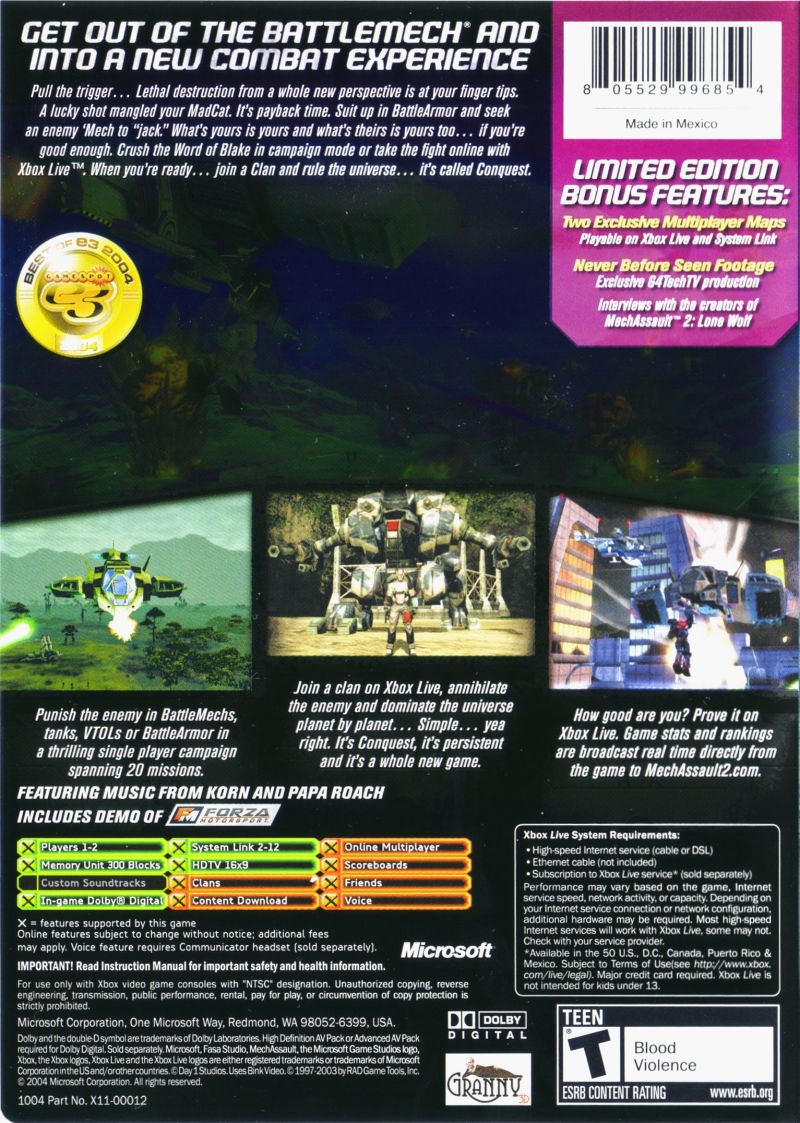 GET OUT OF THE BATTLEMECH® AND
INTO A NEW COMBAT EXPERIENCE
Pull the trigger... Lethal destruction from a whole new perspective is at your finger tips.
A lucky shot mangled your MadCat. It's payback time. Suit up in BattleArmor and seek
an enemy 'Mech to "jack." What's yours is yours and what's theirs is yours too... if you're
good enough. Crush the Word of Blake in campaign mode or take the fight online with
Xbox Live™. When you're ready... join a Clan and rule the universe... it's called Conquest.
8 05529 99685 4
Made in Mexico
LIMITED EDITION
BONUS FEATURES:
Two Exclusive Multiplayer Maps
Playable on Xbox Live and System Link
Never Before Seen Footage
Exclusive G4TechTV production
Interviews with the creators of
MechAssault™ 2: Lone Wolf
BEST OF e3 2004
GAMESPOT
e3
2004
Punish the enemy in BattleMechs,
tanks, VTOLs or BattleArmor in
a thrilling single player campaign
spanning 20 missions.
Join a clan on Xbox Live, annihilate
the enemy and dominate the universe
planet by planet... Simple... yea
right. It's Conquest, it's persistent
and it's a whole new game.
How good are you? Prove it on
Xbox Live. Game stats and rankings
are broadcast real time directly from
the game to MechAssault2.com.
FEATURING MUSIC FROM KORN AND PAPA ROACH
INCLUDES DEMO OF FM FORZA MOTORSPORT
X Players 1-2 X System Link 2-12 X Online Multiplayer
X Memory Unit 300 Blocks X HDTV 16x9 X Scoreboards
Custom Soundtracks X Clans X Friends
X In-game Dolby® Digital X Content Download X Voice
X = features supported by this game
Online features subject to change without notice; additional fees
may apply. Voice feature requires Communicator headset (sold separately).
Microsoft®
IMPORTANT! Read Instruction Manual for important safety and health information.
For use only with Xbox video game consoles with "NTSC" designation. Unauthorized copying, reverse
engineering, transmission, public performance, rental, pay for play, or circumvention of copy protection is
strictly prohibited.
Microsoft Corporation, One Microsoft Way, Redmond, WA 98052-6399, USA.
Dolby and the double-D symbol are trademarks of Dolby Laboratories. High Definition AV Pack or Advanced AV Pack
required for Dolby Digital. Sold separately. Microsoft, Fasa Studio, MechAssault, the Microsoft Game Studios logo,
Xbox, the Xbox logos, Xbox Live and the Xbox Live logos are either registered trademarks or trademarks of Microsoft
Corporation in the US and/or other countries. © Day 1 Studios. Uses Bink Video. © 1997-2003 by RAD Game Tools, Inc.
© 2004 Microsoft Corporation. All rights reserved.
1004 Part No. X11-00012
Xbox Live System Requirements:
• High-speed Internet service (cable or DSL)
• Ethernet cable (not included)
• Subscription to Xbox Live service* (sold separately)
Performance may vary based on the game, Internet
service speed, network activity, or capacity. Depending on
your Internet service connection or network configuration,
additional hardware may be required. Most high-speed
Internet services will work with Xbox Live, some may not.
Check with your service provider.
*Available in the 50 U.S., D.C., Canada, Puerto Rico &
Mexico. Subject to Terms of Use(see http://www.xbox.
com/live/legal). Major credit card required. Xbox Live is
not intended for kids under 13.
DOLBY
DIGITAL
GRANNY
3D
TEEN
T
Blood
Violence
ESRB CONTENT RATING www.esrb.org